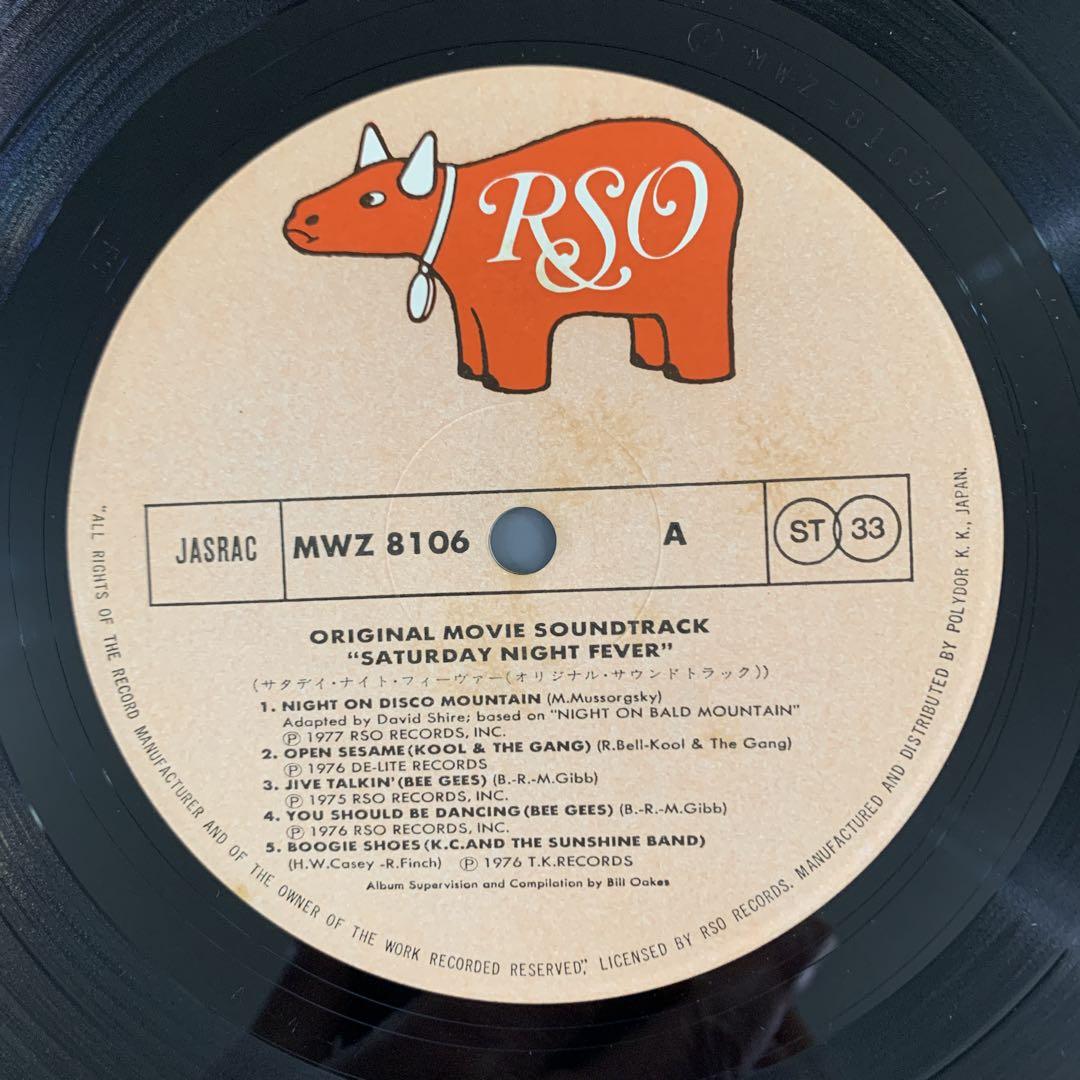 RSO
JASRAC
MWZ 8106
A
ST 33
ORIGINAL MOVIE SOUNDTRACK
"SATURDAY NIGHT FEVER"
(サタデイ・ナイト・フィーヴァー(オリジナル・サウンドトラック))
1. NIGHT ON DISCO MOUNTAIN (M.Mussorgsky)
Adapted by David Shire; based on "NIGHT ON BALD MOUNTAIN"
Ⓟ 1977 RSO RECORDS, INC.
2. OPEN SESAME(KOOL & THE GANG) (R.Bell-Kool & The Gang)
Ⓟ 1976 DE-LITE RECORDS
3. JIVE TALKIN'(BEE GEES) (B.-R.-M.Gibb)
Ⓟ 1975 RSO RECORDS, INC.
4. YOU SHOULD BE DANCING(BEE GEES) (B.-R.-M.Gibb)
Ⓟ 1976 RSO RECORDS, INC.
5. BOOGIE SHOES(K.C.AND THE SUNSHINE BAND)
(H.W.Casey -R.Finch) Ⓟ 1976 T.K.RECORDS
Album Supervision and Compilation by Bill Oakes
"ALL RIGHTS OF THE RECORD MANUFACTURER AND OF THE OWNER OF THE WORK RECORDED RESERVED," LICENSED BY RSO RECORDS. MANUFACTURED AND DISTRIBUTED BY POLYDOR K. K., JAPAN.